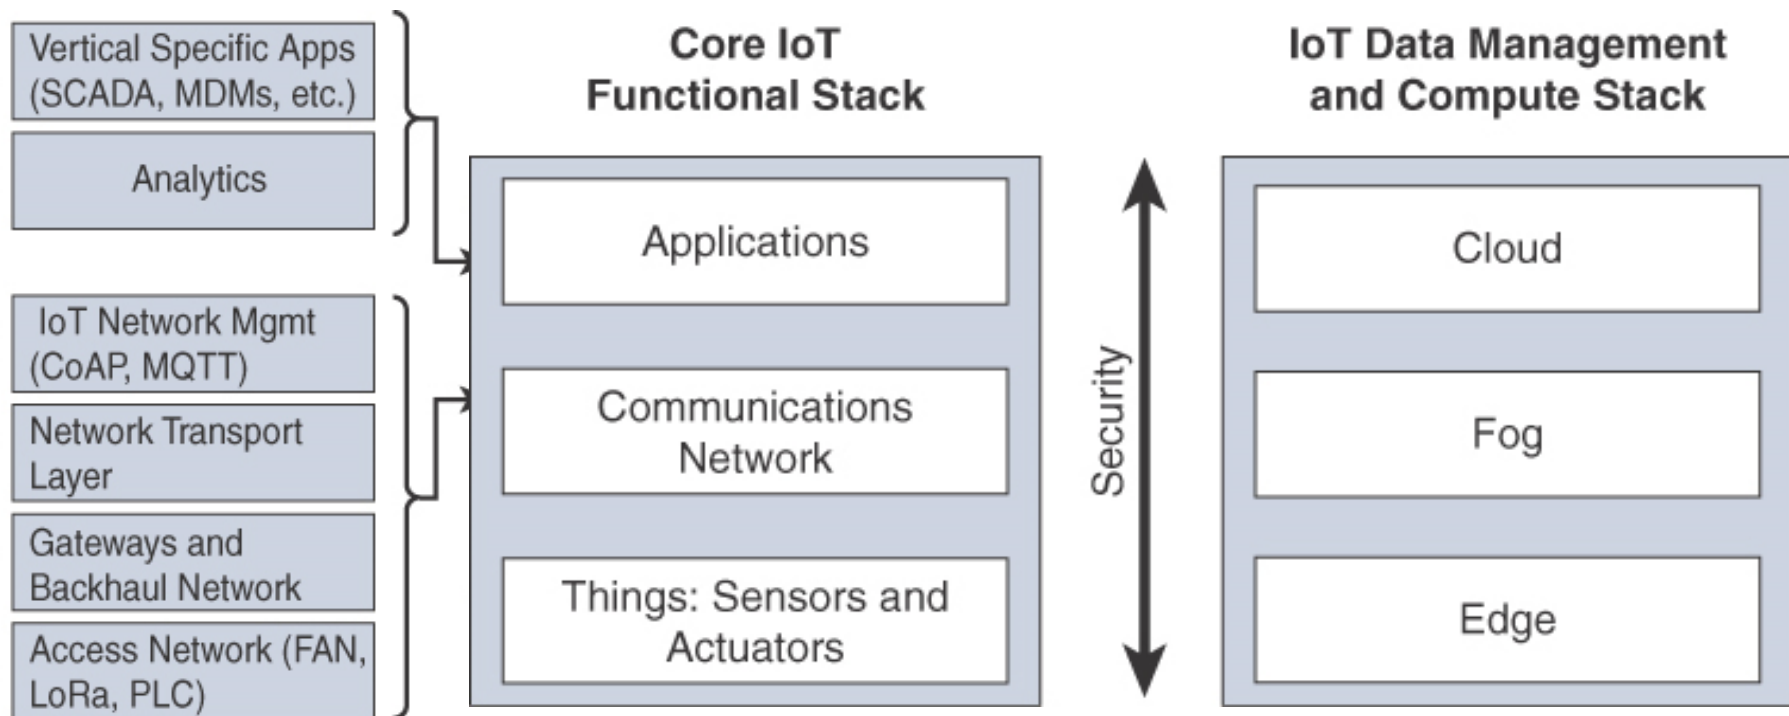 Vertical Specific Apps
(SCADA, MDMs, etc.)
Analytics
IoT Network Mgmt
(CoAP, MQTT)
Network Transport
Layer
Gateways and
Backhaul Network
Access Network (FAN,
LoRa, PLC)
Core IoT
Functional Stack
Applications
Communications
Network
Things: Sensors and
Actuators
Security
IoT Data Management
and Compute Stack
Cloud
Fog
Edge